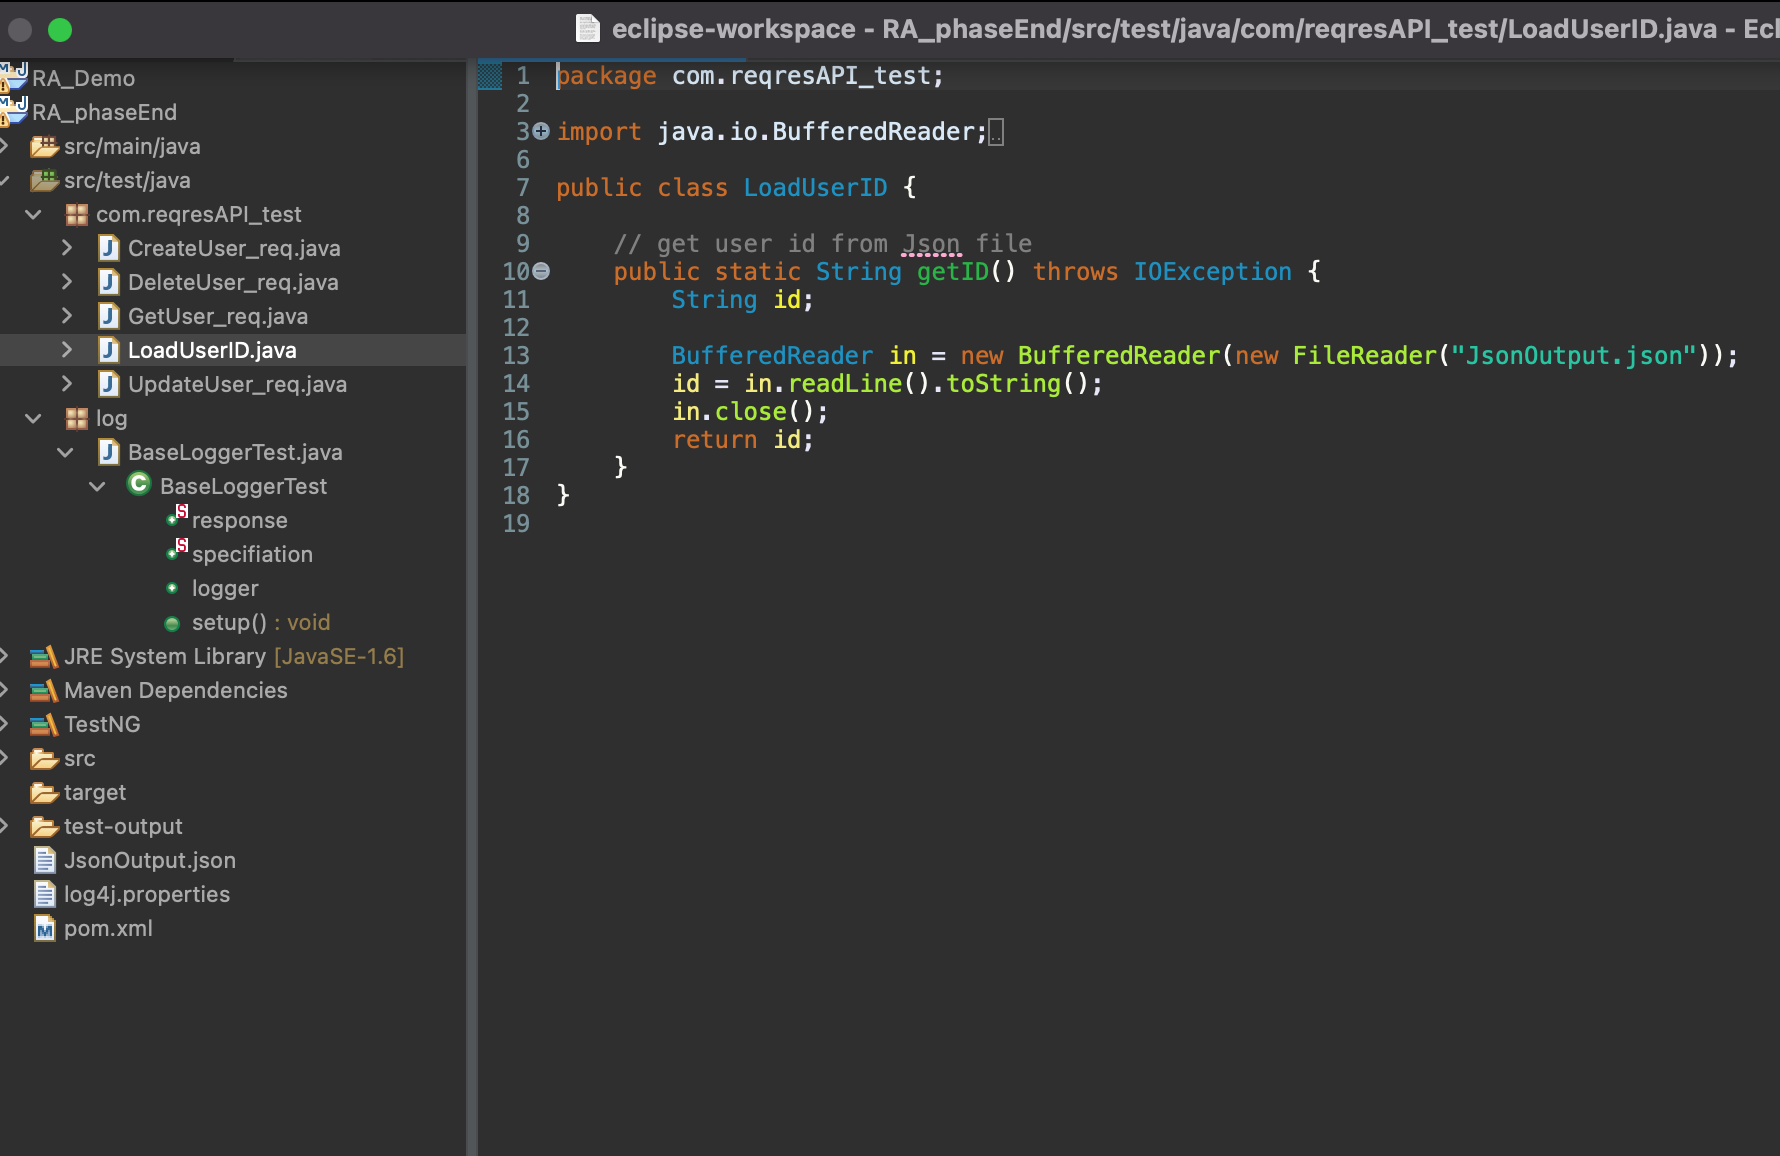 eclipse-workspace - RA_phaseEnd/src/test/java/com/reqresAPI_test/LoadUserID.java - Ecl
RA_Demo
RA_phaseEnd
src/main/java
src/test/java
com.reqresAPI_test
CreateUser_req.java
DeleteUser_req.java
GetUser_req.java
LoadUserID.java
UpdateUser_req.java
log
BaseLoggerTest.java
BaseLoggerTest
response
specifiation
logger
setup() : void
JRE System Library [JavaSE-1.6]
Maven Dependencies
TestNG
src
target
test-output
JsonOutput.json
log4j.properties
pom.xml
1 package com.reqresAPI_test;
2
3 import java.io.BufferedReader;..
6
7 public class LoadUserID {
8
9 // get user id from Json file
10 public static String getID() throws IOException {
11 String id;
12
13 BufferedReader in = new BufferedReader(new FileReader("JsonOutput.json"));
14 id = in.readLine().toString();
15 in.close();
16 return id;
17 }
18 }
19